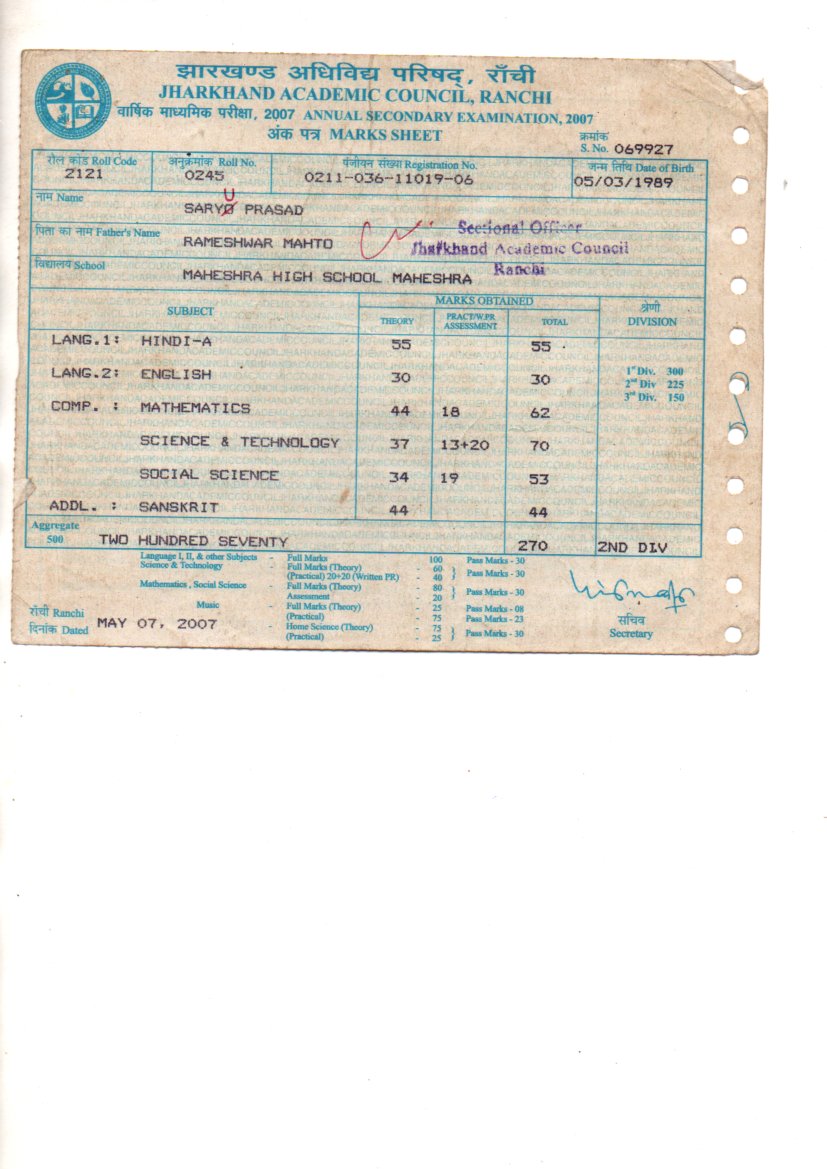 झारखण्ड अधिविद्य परिषद्, राँची
JHARKHAND ACADEMIC COUNCIL, RANCHI
वार्षिक माध्यमिक परीक्षा, 2007 ANNUAL SECONDARY EXAMINATION, 2007
अंक पत्र MARKS SHEET
क्रमांक
S. No. 069927
रोल कोड Roll Code अनुक्रमांक Roll No. पंजीयन संख्या Registration No. जन्म तिथि Date of Birth
2121 0245 0211-036-11019-06 05/03/1989
नाम Name
U
SARYO PRASAD
पिता का नाम Father's Name
RAMESHWAR MAHTO
Sectional Officer
Jharkhand Academic Council
Ranchi
विद्यालय School
MAHESHRA HIGH SCHOOL MAHESHRA
SUBJECT MARKS OBTAINED श्रेणी
THEORY PRACT/W.PR ASSESSMENT TOTAL DIVISION
LANG.1: HINDI-A 55 55
LANG.2: ENGLISH 30 30
1st Div. 300
2nd Div 225
3rd Div. 150
COMP. : MATHEMATICS 44 18 62
SCIENCE & TECHNOLOGY 37 13+20 70
SOCIAL SCIENCE 34 19 53
ADDL. : SANSKRIT 44 44
Aggregate
500 TWO HUNDRED SEVENTY 270 2ND DIV
Language I, II, & other Subjects - Full Marks 100 Pass Marks - 30
Science & Technology - Full Marks (Theory) - 60
(Practical) 20+20 (Written PR) - 40 } Pass Marks - 30
Mathematics, Social Science - Full Marks (Theory) - 80
Assessment - 20 } Pass Marks - 30
Music - Full Marks (Theory) - 25 Pass Marks - 08
(Practical) - 75 Pass Marks - 23
- Home Science (Theory) - 75
(Practical) - 25 } Pass Marks - 30
राँची Ranchi
दिनांक Dated MAY 07, 2007
सचिव
Secretary